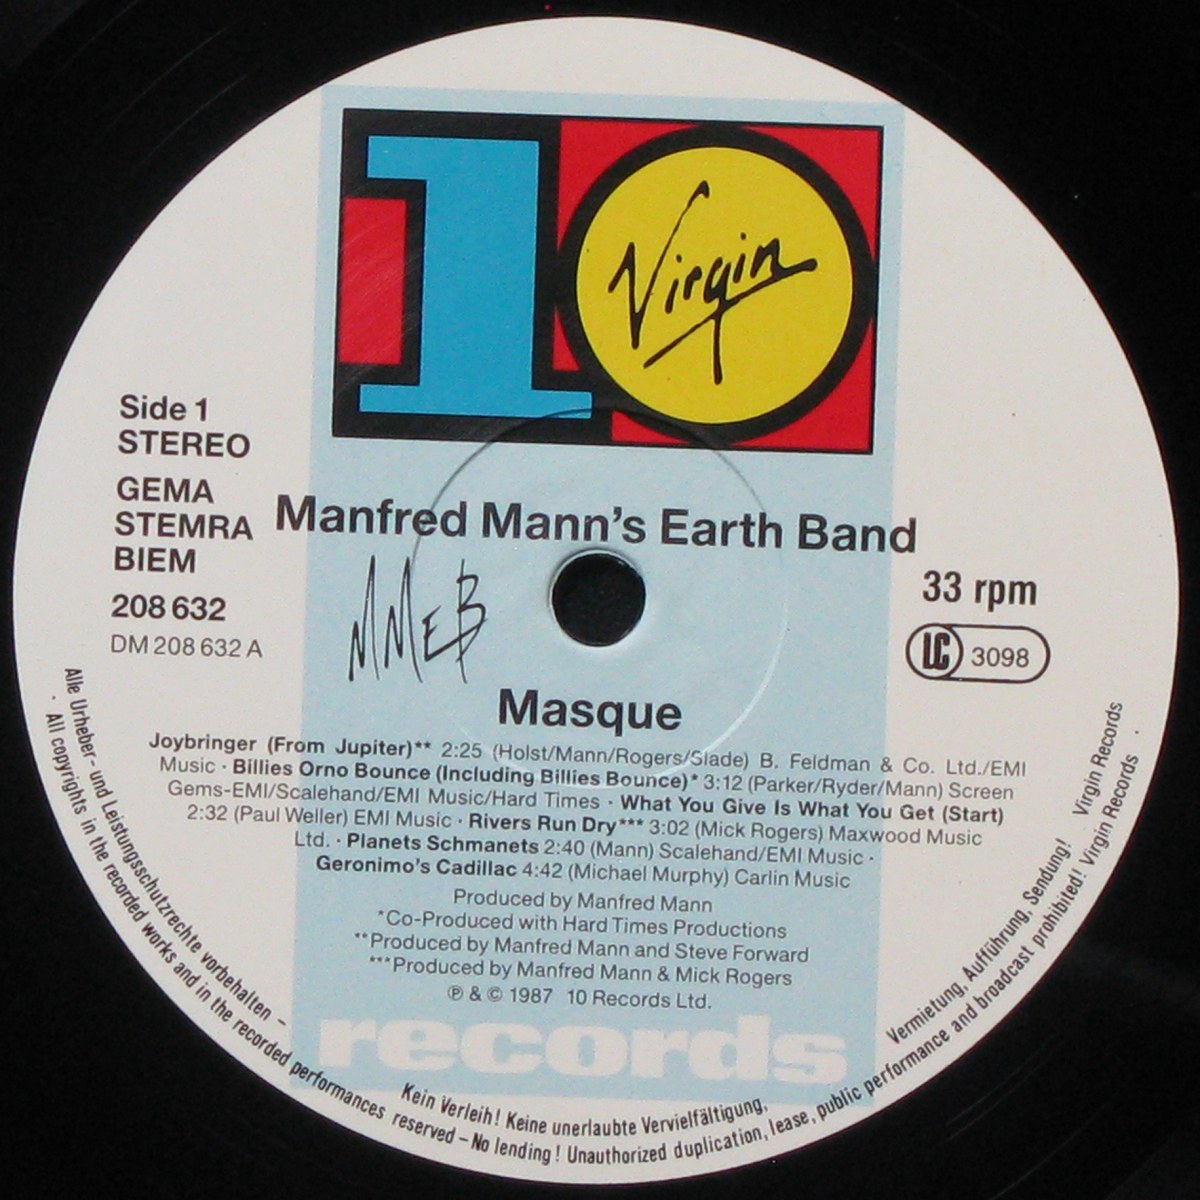 10
Virgin
Side 1
STEREO
GEMA
STEMRA
BIEM
208 632
DM 208 632 A
Manfred Mann's Earth Band
MMEB
33 rpm
LC 3098
Masque
Joybringer (From Jupiter)** 2:25 (Holst/Mann/Rogers/Slade) B. Feldman & Co. Ltd./EMI
Music · Billies Orno Bounce (Including Billies Bounce)* 3:12 (Parker/Ryder/Mann) Screen
Gems-EMI/Scalehand/EMI Music/Hard Times · What You Give Is What You Get (Start)
2:32 (Paul Weller) EMI Music · Rivers Run Dry*** 3:02 (Mick Rogers) Maxwood Music
Ltd. · Planets Schmanets 2:40 (Mann) Scalehand/EMI Music ·
Geronimo's Cadillac 4:42 (Michael Murphy) Carlin Music
Produced by Manfred Mann
*Co-Produced with Hard Times Productions
**Produced by Manfred Mann and Steve Forward
***Produced by Manfred Mann & Mick Rogers
℗ & © 1987 10 Records Ltd.
records
Alle Urheber- und Leistungsschutzrechte vorbehalten – Kein Verleih! Keine unerlaubte Vervielfältigung, Vermietung, Aufführung, Sendung! Virgin Records
· All copyrights in the recorded works and in the recorded performances reserved – No lending! Unauthorized duplication, lease, public performance and broadcast prohibited! Virgin Records ·